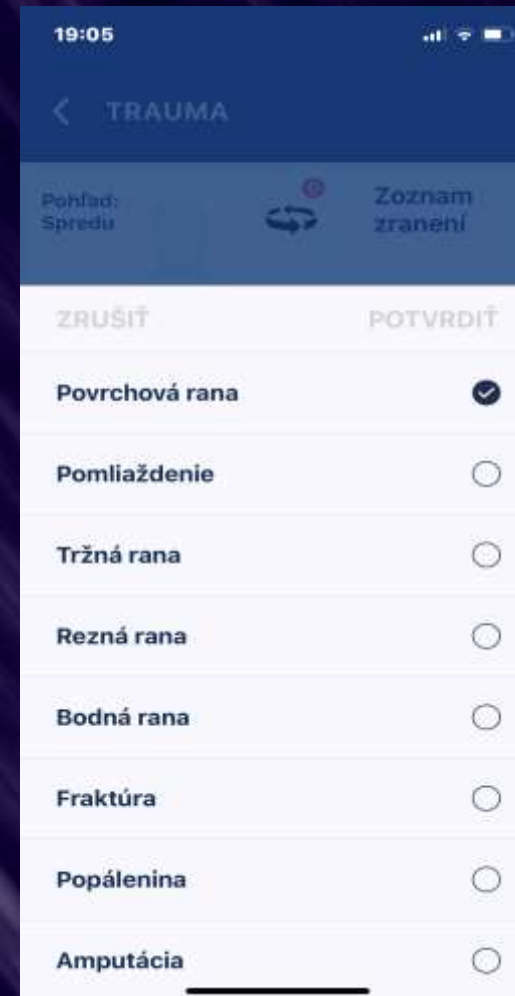 19:05
TRAUMA
Pohľad:
Spredu
Zoznam
zranení
ZRUŠIŤ
POTVRDIŤ
Povrchová rana
Pomliaždenie
Tržná rana
Rezná rana
Bodná rana
Fraktúra
Popálenina
Amputácia